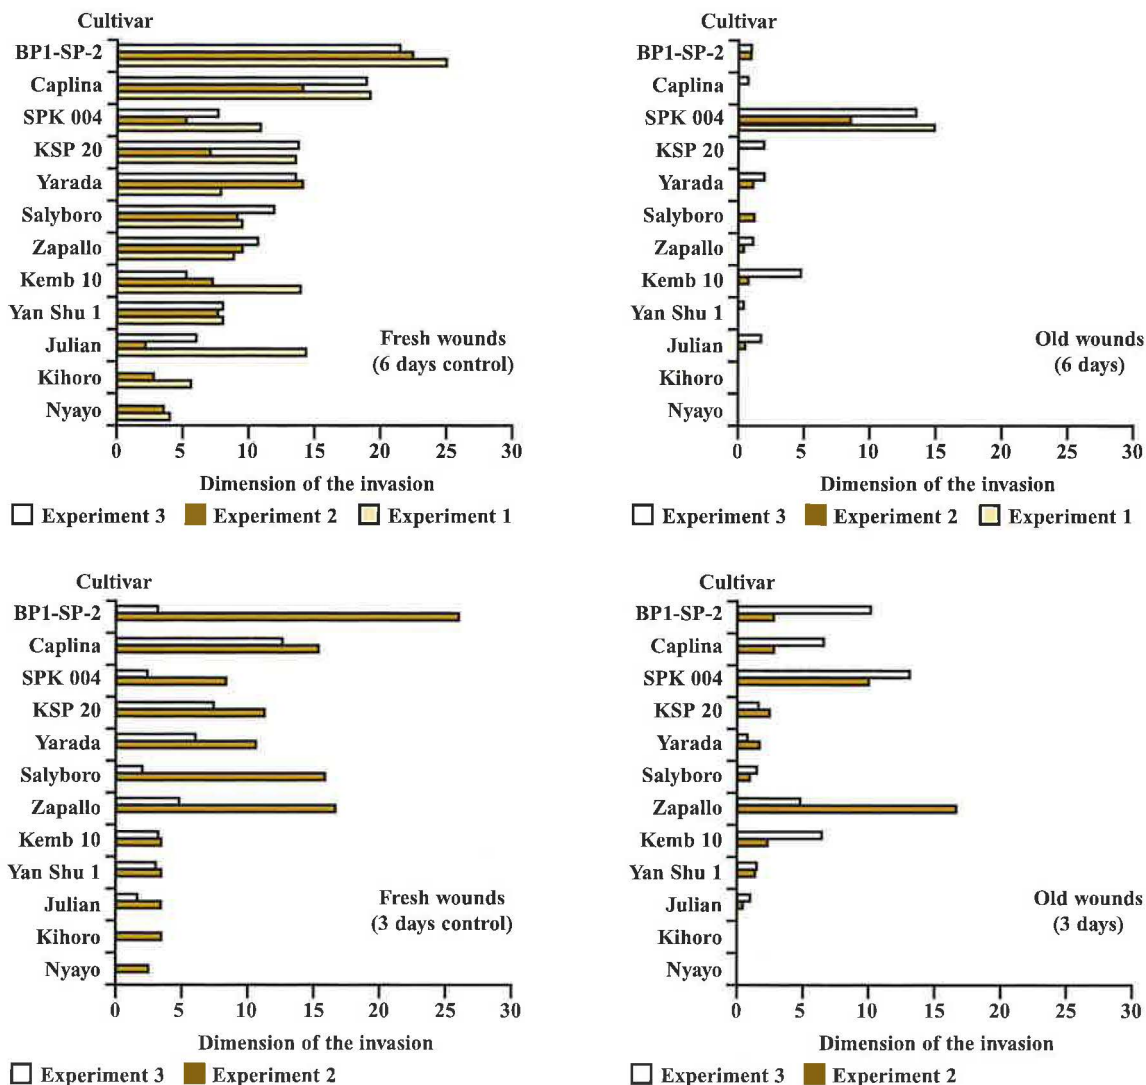 Cultivar
BP1-SP-2
Caplina
SPK 004
KSP 20
Yarada
Salyboro
Zapallo
Kemb 10
Yan Shu 1
Julian
Kihoro
Nyayo
Fresh wounds
(6 days control)
0 5 10 15 20 25 30
Dimension of the invasion
Experiment 3 Experiment 2 Experiment 1
Cultivar
BP1-SP-2
Caplina
SPK 004
KSP 20
Yarada
Salyboro
Zapallo
Kemb 10
Yan Shu 1
Julian
Kihoro
Nyayo
Old wounds
(6 days)
0 5 10 15 20 25 30
Dimension of the invasion
Experiment 3 Experiment 2 Experiment 1
Cultivar
BP1-SP-2
Caplina
SPK 004
KSP 20
Yarada
Salyboro
Zapallo
Kemb 10
Yan Shu 1
Julian
Kihoro
Nyayo
Fresh wounds
(3 days control)
0 5 10 15 20 25 30
Dimension of the invasion
Experiment 3 Experiment 2
Cultivar
BP1-SP-2
Caplina
SPK 004
KSP 20
Yarada
Salyboro
Zapallo
Kemb 10
Yan Shu 1
Julian
Kihoro
Nyayo
Old wounds
(3 days)
0 5 10 15 20 25 30
Dimension of the invasion
Experiment 3 Experiment 2